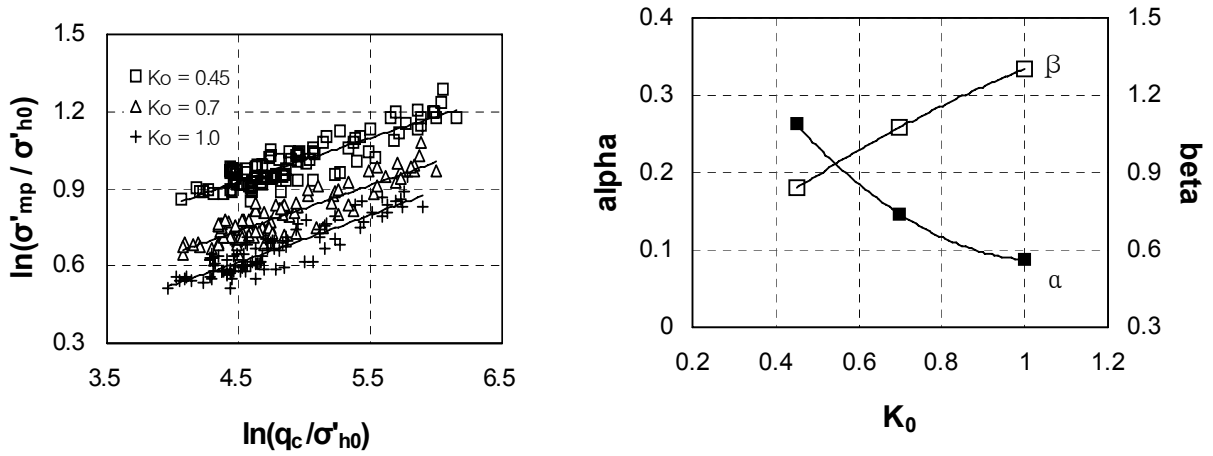 1.5
1.2
0.9
0.6
0.3
ln(σ'mp / σ'h0)
Ko = 0.45
Ko = 0.7
Ko = 1.0
3.5 4.5 5.5 6.5
ln(qc/σ'h0)
0.4
0.3
0.2
0.1
0
alpha
β
α
1.5
1.2
0.9
0.6
0.3
beta
0.2 0.4 0.6 0.8 1 1.2
K0